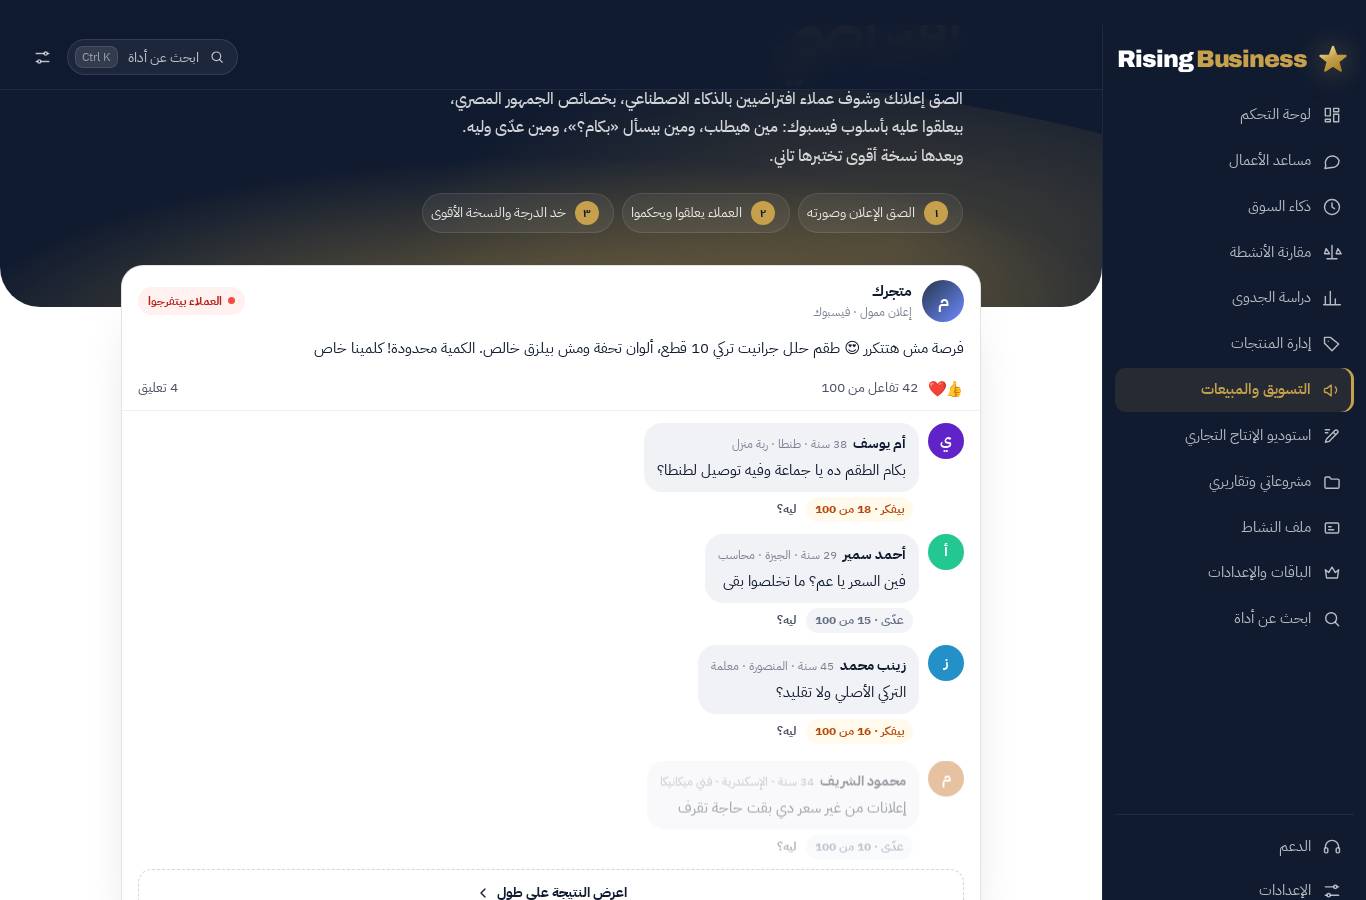 Rising Business
لوحة التحكم
مساعد الأعمال
ذكاء السوق
مقارنة الأنشطة
دراسة الجدوى
إدارة المنتجات
التسويق والمبيعات
استوديو الإنتاج التجاري
مشروعاتي وتقاريري
ملف النشاط
الباقات والإعدادات
ابحث عن أداة
الدعم
الإعدادات
ابحث عن أداة Ctrl K
الصق إعلانك وشوف عملاء افتراضيين بالذكاء الاصطناعي، بخصائص الجمهور المصري،
بيعلقوا عليه بأسلوب فيسبوك: مين هيطلب، ومين بيسأل «بكام؟»، ومين عدّى وليه.
وبعدها نسخة أقوى تختبرها تاني.
١ الصق الإعلان وصورته
٢ العملاء يعلقوا ويحكموا
٣ خد الدرجة والنسخة الأقوى
م متجرك
إعلان ممول · فيسبوك
العملاء بيتفرجوا
فرصة مش هتتكرر 😍 طقم حلل جرانيت تركي 10 قطع، ألوان تحفة ومش بيلزق خالص. الكمية محدودة! كلمينا خاص
👍❤️ 42 تفاعل من 100
4 تعليق
ي أم يوسف 38 سنة · طنطا · ربة منزل
بكام الطقم ده يا جماعة وفيه توصيل لطنطا؟
بيفكر · 18 من 100 ليه؟
أ أحمد سمير 29 سنة · الجيزة · محاسب
فين السعر يا عم؟ ما تخلصوا بقى
عدّى · 15 من 100 ليه؟
ز زينب محمد 45 سنة · المنصورة · معلمة
التركي الأصلي ولا تقليد؟
بيفكر · 16 من 100 ليه؟
م محمود الشريف 34 سنة · الإسكندرية · فني ميكانيكا
إعلانات من غير سعر دي بقت حاجة تقرف
عدّى · 10 من 100 ليه؟
اعرض النتيجة على طول